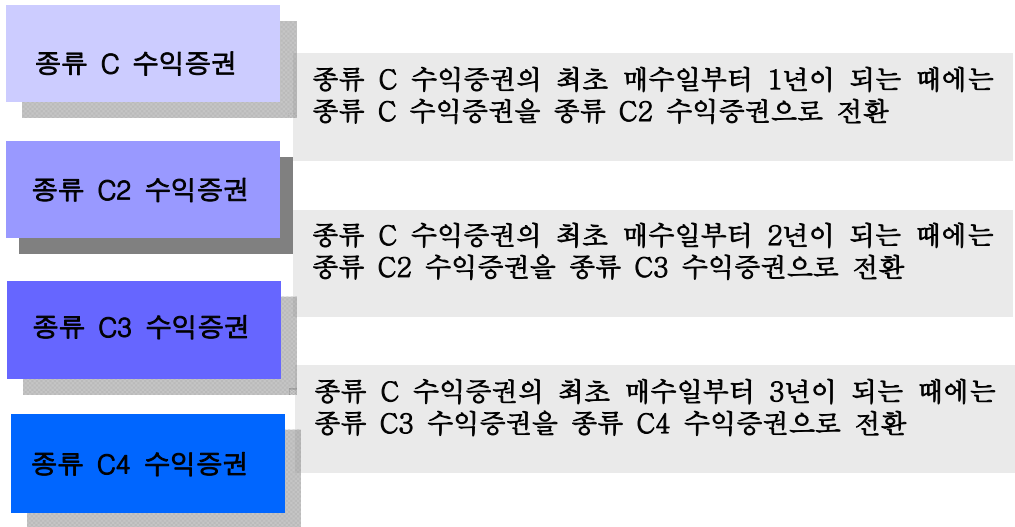 종류 C 수익증권
종류 C 수익증권의 최초 매수일부터 1년이 되는 때에는
종류 C 수익증권을 종류 C2 수익증권으로 전환
종류 C2 수익증권
종류 C 수익증권의 최초 매수일부터 2년이 되는 때에는
종류 C2 수익증권을 종류 C3 수익증권으로 전환
종류 C3 수익증권
종류 C 수익증권의 최초 매수일부터 3년이 되는 때에는
종류 C3 수익증권을 종류 C4 수익증권으로 전환
종류 C4 수익증권